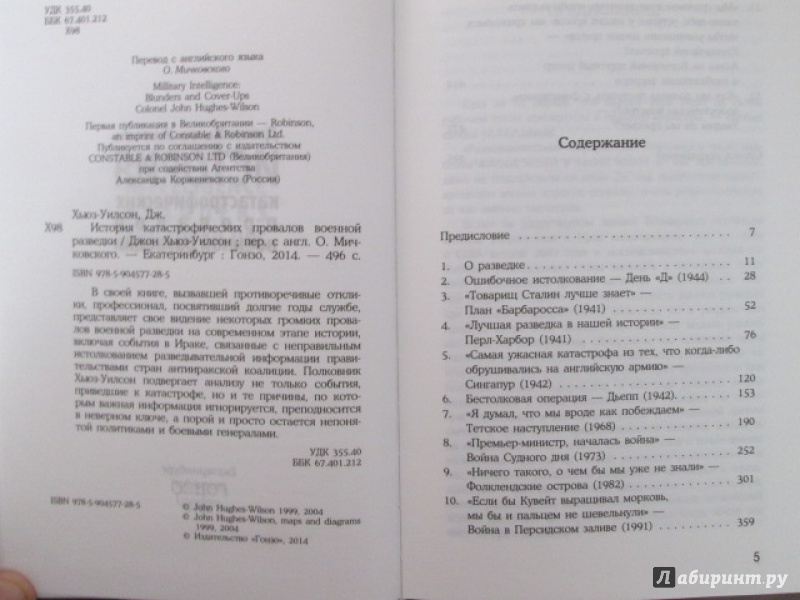 УДК 355.40
ББК 67.401.212
Х98
Перевод с английского языка
О. Мичковского
Military Intelligence:
Blunders and Cover-Ups
Colonel John Hughes-Wilson
Первая публикация в Великобритании — Robinson,
an imprint of Constable & Robinson Ltd.
Публикуется по соглашению с издательством
CONSTABLE & ROBINSON LTD (Великобритания)
при содействии Агентства
Александра Корженевского (Россия)
Хьюз-Уилсон, Дж.
Х98 История катастрофических провалов военной
разведки / Джон Хьюз-Уилсон ; пер. с англ. О. Мич-
ковского. — Екатеринбург : Гонзо, 2014. — 496 с.
ISBN 978-5-904577-28-5
В своей книге, вызвавшей противоречивые откли-
ки, профессионал, посвятивший долгие годы службе,
представляет свое видение некоторых громких прова-
лов военной разведки на современном этапе истории,
включая события в Ираке, связанные с неправильным
истолкованием разведывательной информации прави-
тельствами стран антииракской коалиции. Полковник
Хьюз-Уилсон подвергает анализу не только события,
приведшие к катастрофе, но и те причины, по кото-
рым важная информация игнорируется, преподносится
в неверном ключе, а порой и просто остается непоня-
той политиками и боевыми генералами.
УДК 355.40
ББК 67.401.212
ISBN 978-5-904577-28-5
© John Hughes-Wilson
1999, 2004
© John Hughes-Wilson, maps and diagrams
1999, 2004
© Издательство «Гонзо», 2014
Содержание
Предисловие 7
1. О разведке 11
2. Ошибочное истолкование — День «Д» (1944) 28
3. «Товарищ Сталин лучше знает» —
План «Барбаросса» (1941) 52
4. «Лучшая разведка в нашей истории» —
Перл-Харбор (1941) 76
5. «Самая ужасная катастрофа из тех, что когда-либо
обрушивались на английскую армию» —
Сингапур (1942) 120
6. Бестолковая операция — Дьепп (1942). 153
7. «Я думал, что мы вроде как побеждаем» —
Тетское наступление (1968) 190
8. «Премьер-министр, началась война» —
Война Судного дня (1973) 252
9. «Ничего такого, о чем бы мы уже не знали» —
Фолклендские острова (1982) 301
10. «Если бы Кувейт выращивал морковь,
мы бы и пальцем не шевельнули» —
Война в Персидском заливе (1991) 359
5
Лабиринт.ру